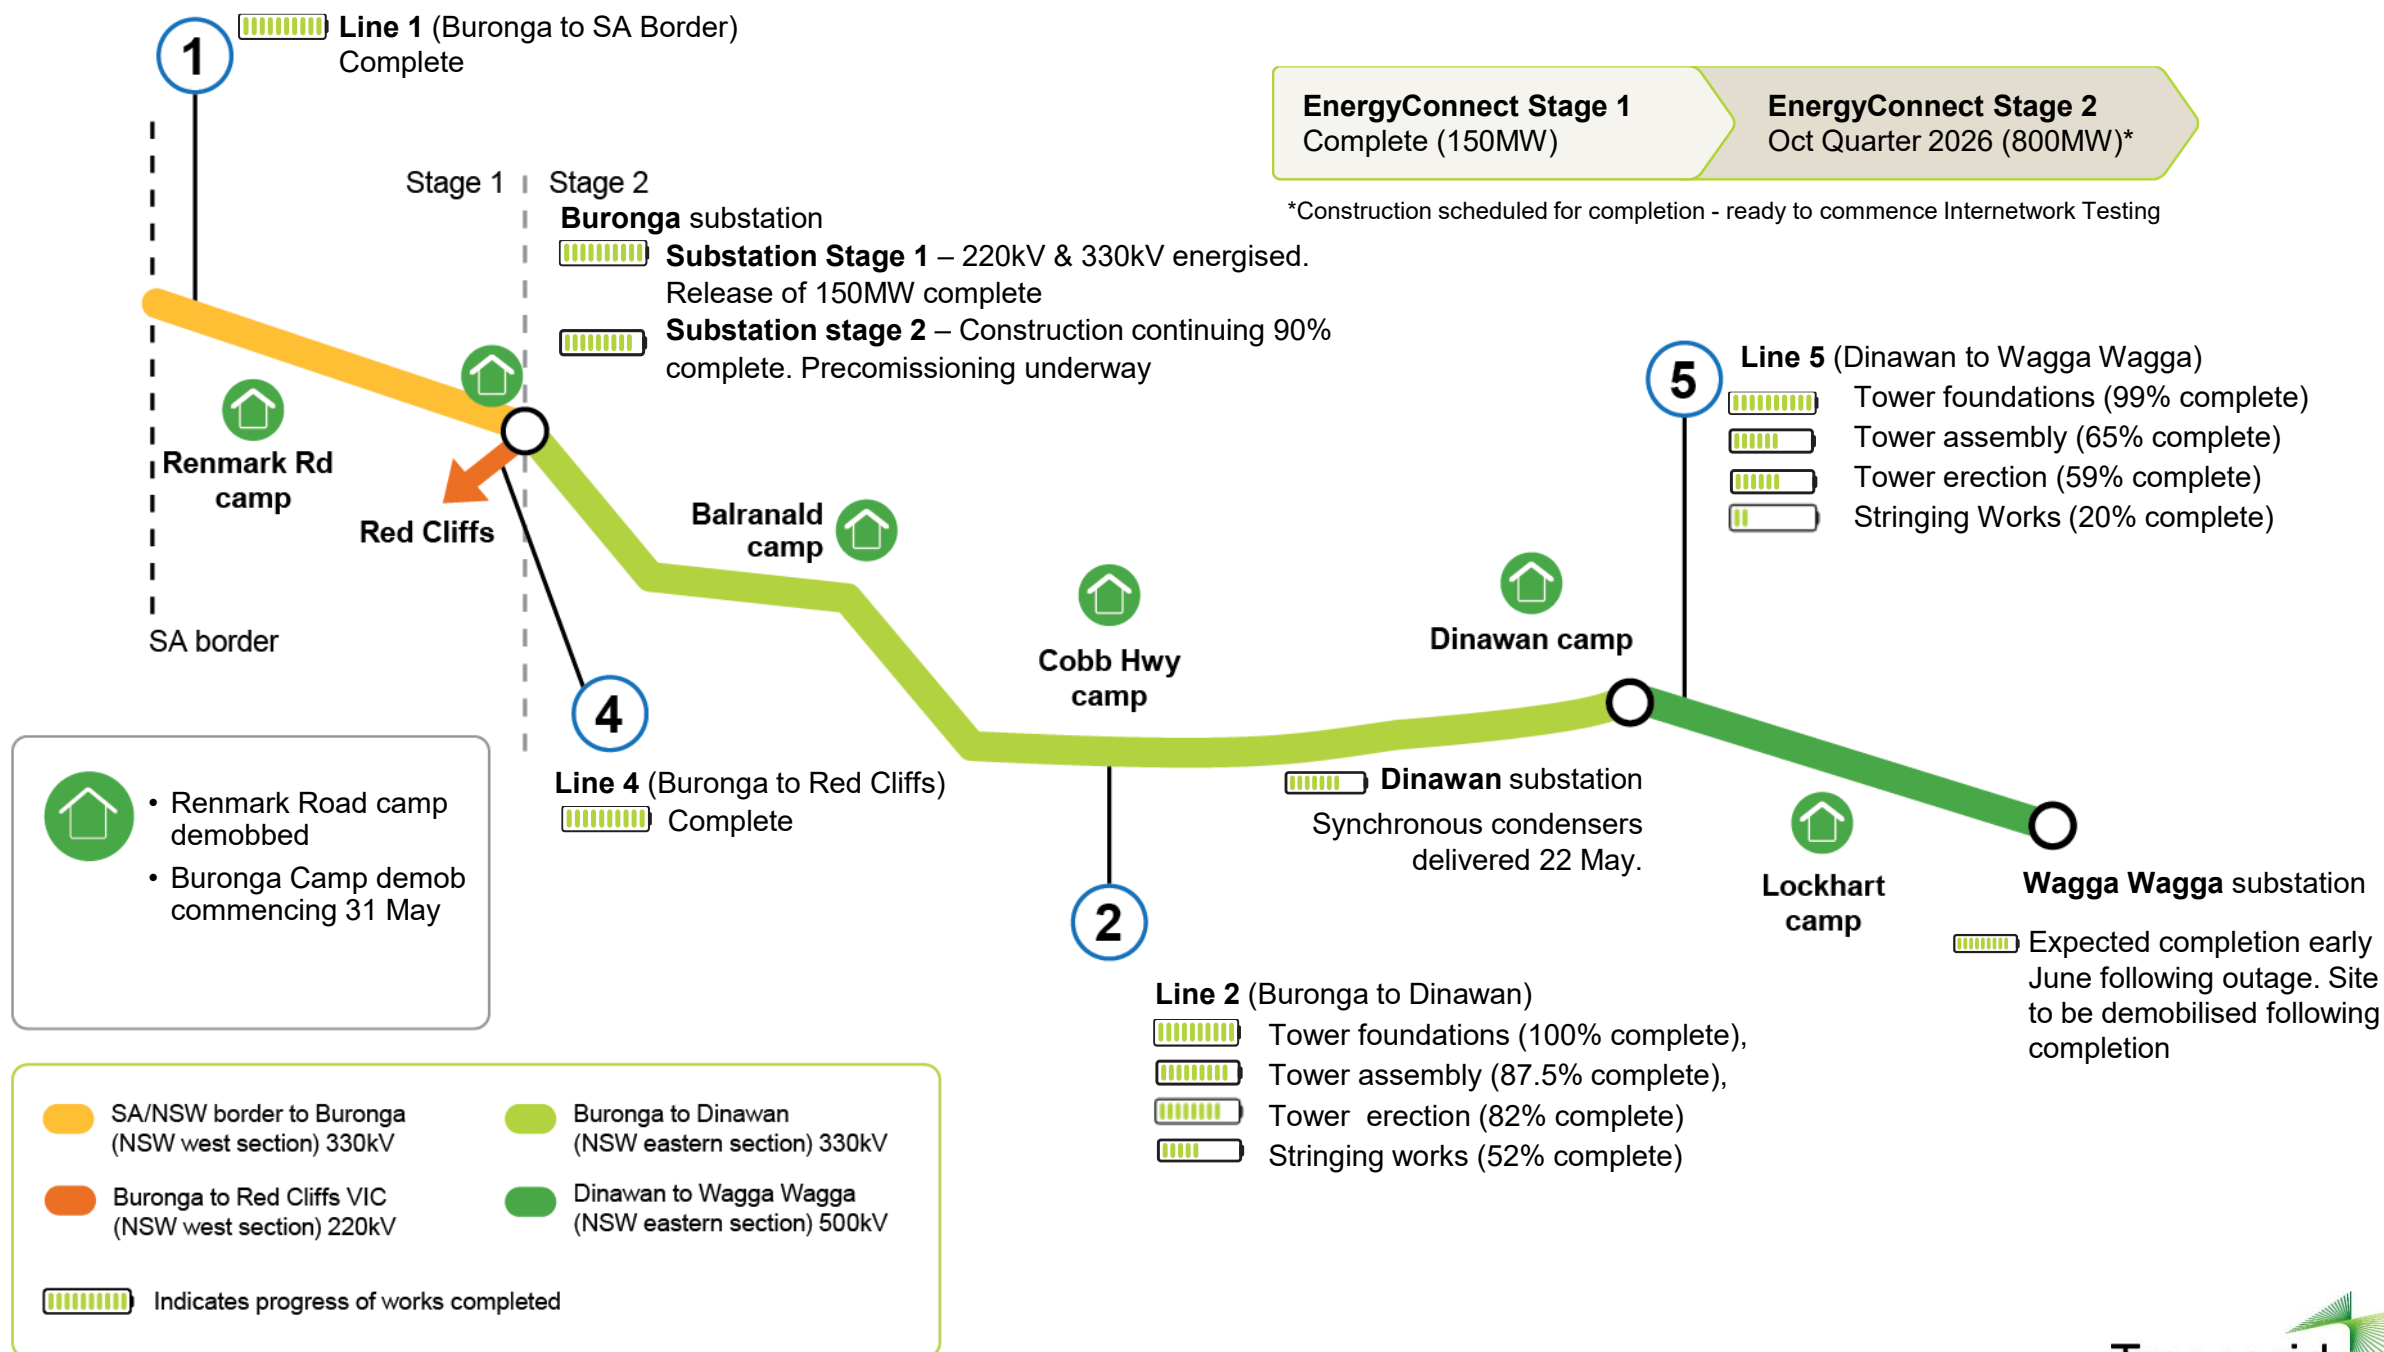 1
Line 1 (Buronga to SA Border)
Complete
EnergyConnect Stage 1
Complete (150MW)
EnergyConnect Stage 2
Oct Quarter 2026 (800MW)*
*Construction scheduled for completion - ready to commence Internetwork Testing
Stage 1
Stage 2
Buronga substation
Substation Stage 1 – 220kV & 330kV energised.
Release of 150MW complete
Substation stage 2 – Construction continuing 90%
complete. Precomissioning underway
5
Line 5 (Dinawan to Wagga Wagga)
Tower foundations (99% complete)
Tower assembly (65% complete)
Tower erection (59% complete)
Stringing Works (20% complete)
Renmark Rd
camp
Red Cliffs
Balranald
camp
SA border
Cobb Hwy
camp
Dinawan camp
4
Line 4 (Buronga to Red Cliffs)
Complete
Dinawan substation
Synchronous condensers
delivered 22 May.
Lockhart
camp
Wagga Wagga substation
Expected completion early
June following outage. Site
to be demobilised following
completion
• Renmark Road camp
demobbed
• Buronga Camp demob
commencing 31 May
2
Line 2 (Buronga to Dinawan)
Tower foundations (100% complete),
Tower assembly (87.5% complete),
Tower  erection (82% complete)
Stringing works (52% complete)
SA/NSW border to Buronga
(NSW west section) 330kV
Buronga to Dinawan
(NSW eastern section) 330kV
Buronga to Red Cliffs VIC
(NSW west section) 220kV
Dinawan to Wagga Wagga
(NSW eastern section) 500kV
Indicates progress of works completed